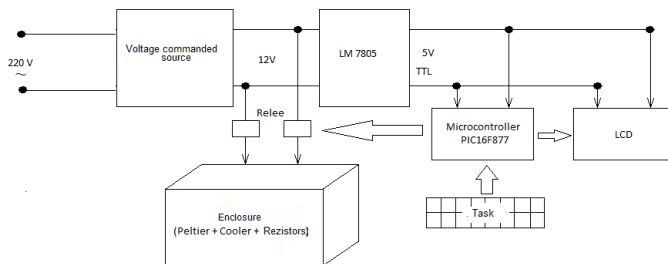 Voltage commanded
source
LM 7805
220 V
~
12V
5V
TTL
Relee
Microcontroller
PIC16F877
LCD
Enclosure
(Peltier + Cooler + Rezistors)
Task